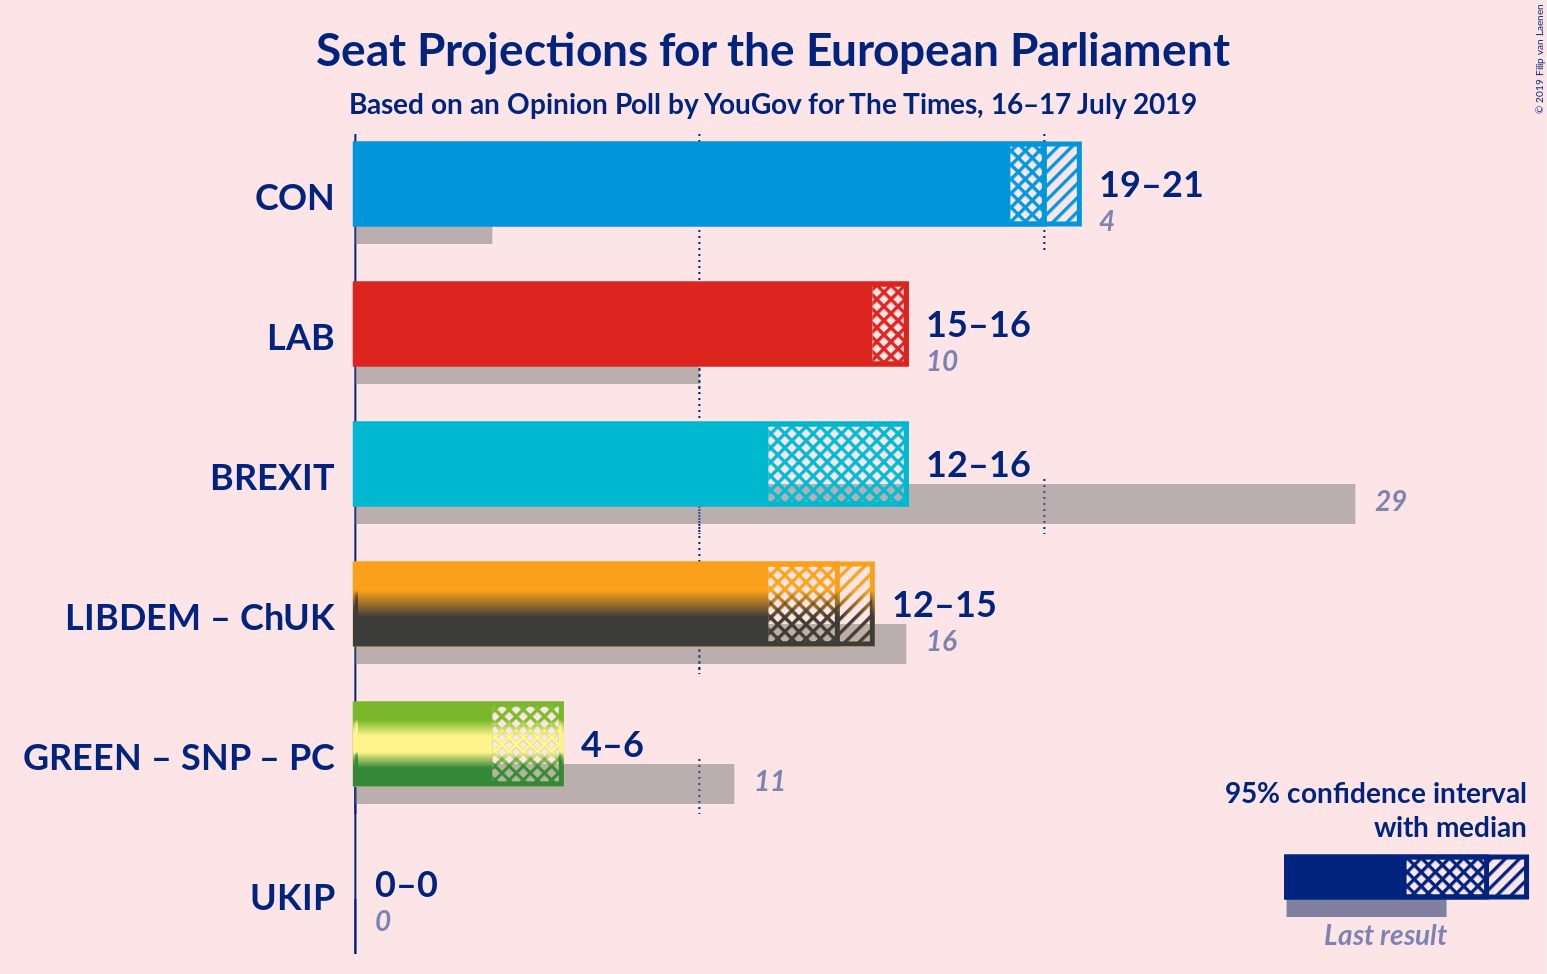 Seat Projections for the European Parliament
Based on an Opinion Poll by YouGov for The Times, 16–17 July 2019
© 2019 Filip van Laenen
CON
19–21
4
LAB
15–16
10
BREXIT
12–16
29
LIBDEM – ChUK
12–15
16
GREEN – SNP – PC
4–6
11
UKIP
0–0
0
95% confidence interval
with median
Last result